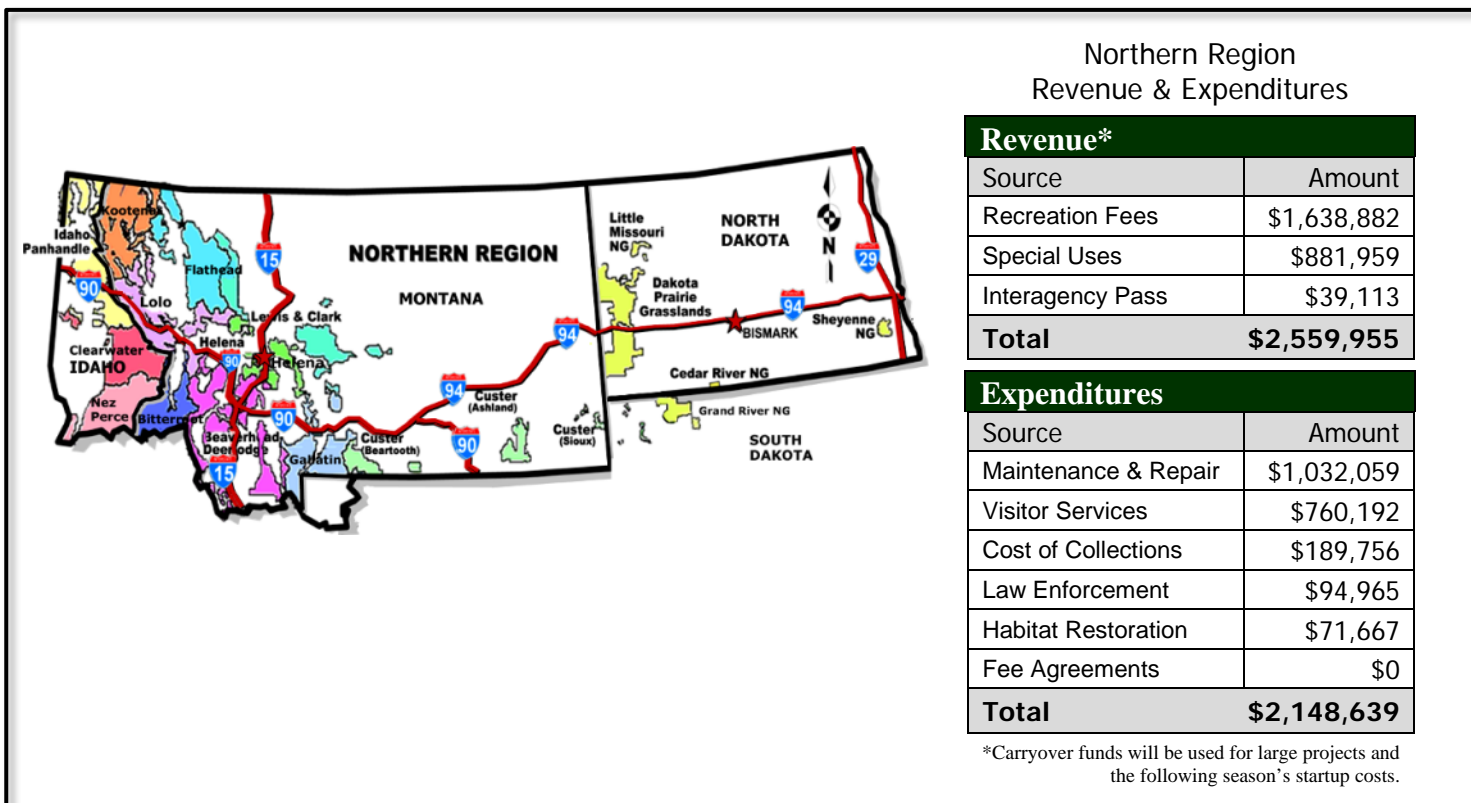 Northern Region
Revenue & Expenditures
Revenue*
Source Amount
Recreation Fees $1,638,882
Special Uses $881,959
Interagency Pass $39,113
Total $2,559,955
Expenditures
Source Amount
Maintenance & Repair $1,032,059
Visitor Services $760,192
Cost of Collections $189,756
Law Enforcement $94,965
Habitat Restoration $71,667
Fee Agreements $0
Total $2,148,639
*Carryover funds will be used for large projects and
the following season's startup costs.
Kootenai
Idaho
Panhandle
90
Lolo
Flathead
15
NORTHERN REGION
MONTANA
Lewis & Clark
Helena
90
Helena
Clearwater
IDAHO
Nez
Perce
Bitterroot
Beaverhead
Deerlodge
15
90
Gallatin
Custer
(Beartooth)
94
Custer
(Ashland)
90
94
Custer
(Sioux)
Little
Missouri
NG
NORTH
DAKOTA
N
29
Dakota
Prairie
Grasslands
94
BISMARK
Sheyenne
NG
Cedar River NG
Grand River NG
SOUTH
DAKOTA